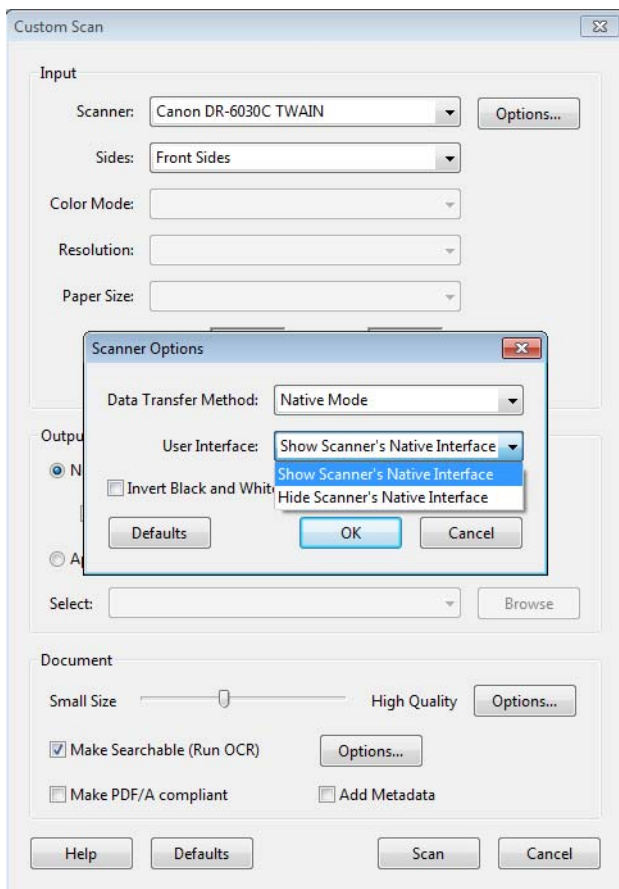 Custom Scan
Input
Scanner: Canon DR-6030C TWAIN Options...
Sides: Front Sides
Color Mode:
Resolution:
Paper Size:
Scanner Options
Data Transfer Method: Native Mode
User Interface: Show Scanner's Native Interface
Show Scanner's Native Interface
Hide Scanner's Native Interface
Invert Black and White
Defaults OK Cancel
Select: Browse
Document
Small Size High Quality Options...
Make Searchable (Run OCR) Options...
Make PDF/A compliant Add Metadata
Help Defaults Scan Cancel